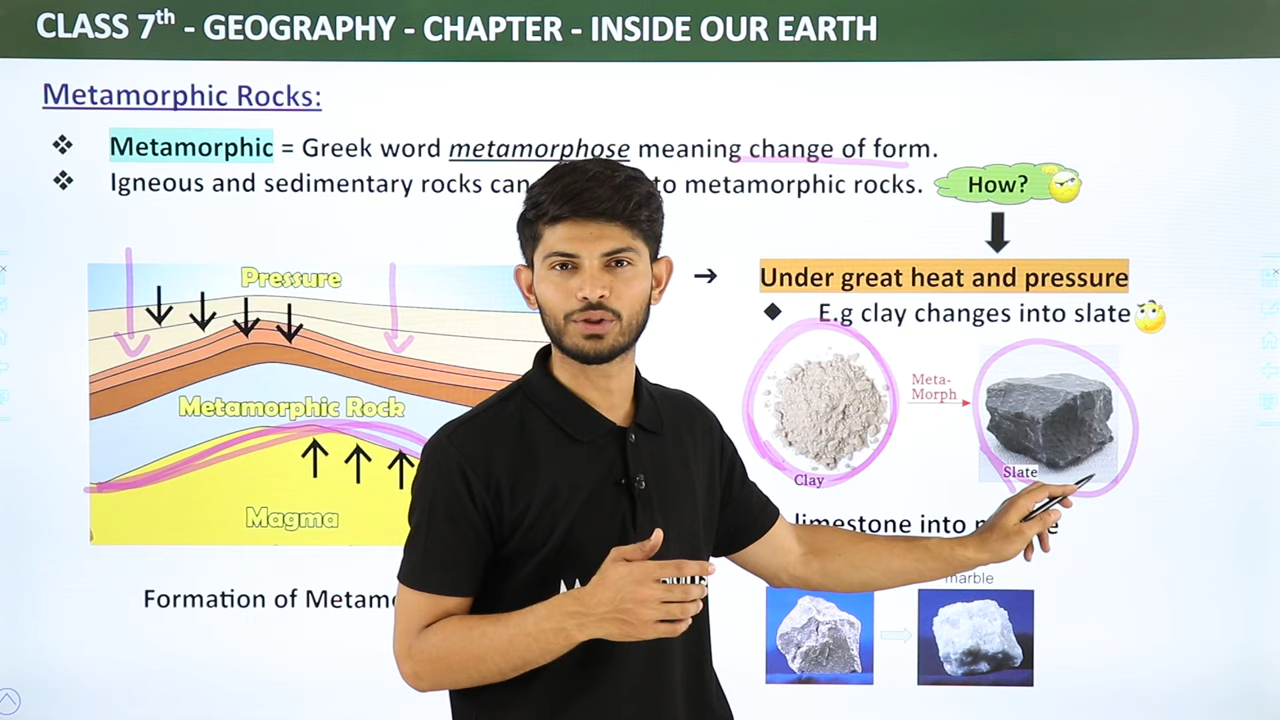 CLASS 7th - GEOGRAPHY - CHAPTER - INSIDE OUR EARTH
Metamorphic Rocks:
❖ Metamorphic = Greek word metamorphose meaning change of form.
❖ Igneous and sedimentary rocks can to metamorphic rocks. How?
Pressure
Metamorphic Rock
Magma
Formation of
→ Under great heat and pressure
◆ E.g clay changes into slate
Clay
Meta-
Morph
Slate
limestone into
marble